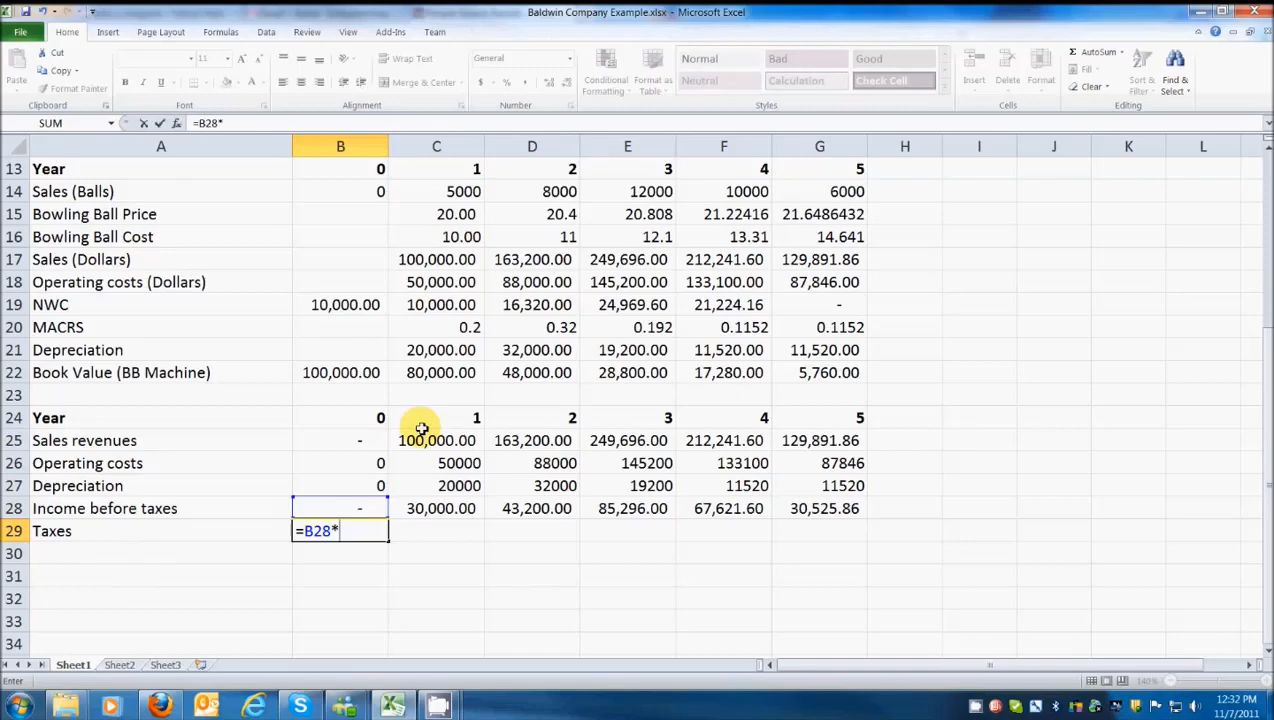 Baldwin Company Example.xlsx - Microsoft Excel
File Home Insert Page Layout Formulas Data Review View Add-Ins Team
Paste
Cut
Copy
Format Painter
Clipboard
11 A A
B I U
Font
Wrap Text
Merge & Center
Alignment
General
$ % ,
Number
Conditional Formatting
Format as Table
Normal Bad Good
Neutral Calculation Check Cell
Styles
Insert Delete Format
Cells
Σ AutoSum
Fill
Clear
Sort & Filter
Find & Select
Editing
SUM fx =B28*
A B C D E F G H I J K L
13 Year 0 1 2 3 4 5
14 Sales (Balls) 0 5000 8000 12000 10000 6000
15 Bowling Ball Price 20.00 20.4 20.808 21.22416 21.6486432
16 Bowling Ball Cost 10.00 11 12.1 13.31 14.641
17 Sales (Dollars) 100,000.00 163,200.00 249,696.00 212,241.60 129,891.86
18 Operating costs (Dollars) 50,000.00 88,000.00 145,200.00 133,100.00 87,846.00
19 NWC 10,000.00 10,000.00 16,320.00 24,969.60 21,224.16 -
20 MACRS 0.2 0.32 0.192 0.1152 0.1152
21 Depreciation 20,000.00 32,000.00 19,200.00 11,520.00 11,520.00
22 Book Value (BB Machine) 100,000.00 80,000.00 48,000.00 28,800.00 17,280.00 5,760.00
23
24 Year 0 1 2 3 4 5
25 Sales revenues - 100,000.00 163,200.00 249,696.00 212,241.60 129,891.86
26 Operating costs 0 50000 88000 145200 133100 87846
27 Depreciation 0 20000 32000 19200 11520 11520
28 Income before taxes - 30,000.00 43,200.00 85,296.00 67,621.60 30,525.86
29 Taxes =B28*
30
31
32
33
34
Sheet1 Sheet2 Sheet3
Enter 140%
12:32 PM
11/7/2011